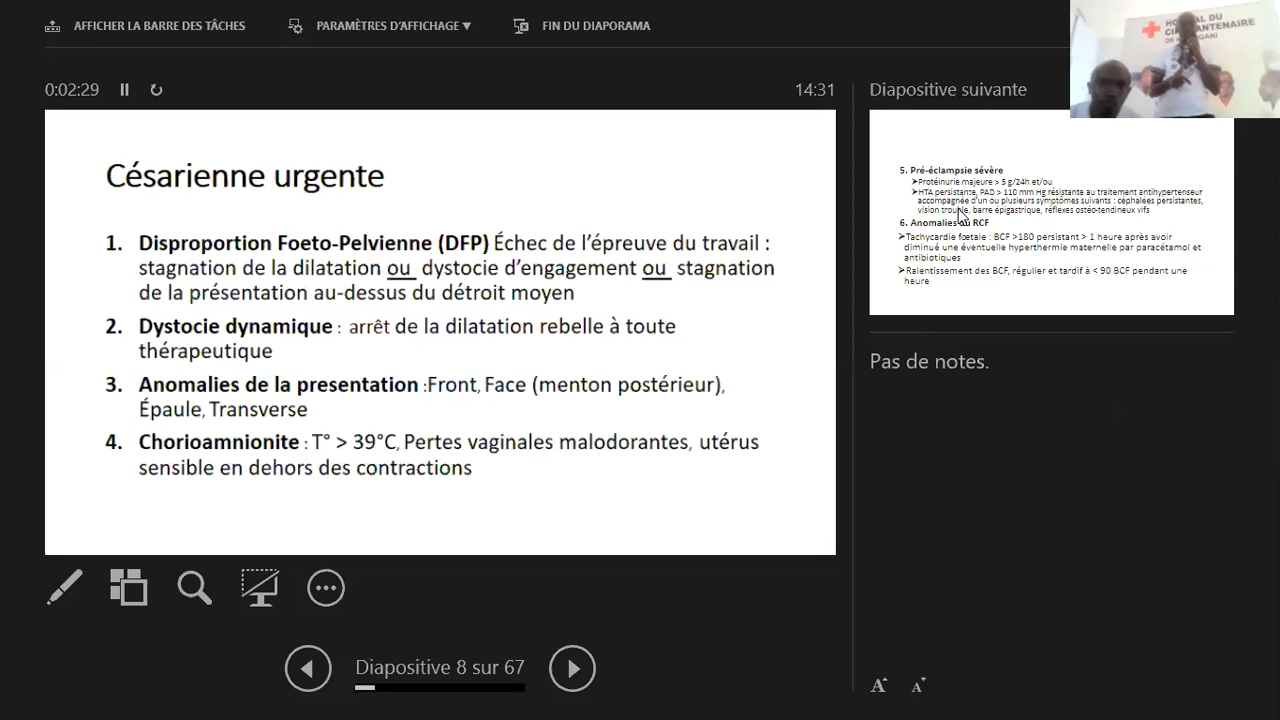 AFFICHER LA BARRE DES TÂCHES
PARAMÈTRES D'AFFICHAGE ▼
FIN DU DIAPORAMA
0:02:29
14:31
Césarienne urgente
1. Disproportion Foeto-Pelvienne (DFP) Échec de l'épreuve du travail :
stagnation de la dilatation ou dystocie d'engagement ou stagnation
de la présentation au-dessus du détroit moyen
2. Dystocie dynamique : arrêt de la dilatation rebelle à toute
thérapeutique
3. Anomalies de la presentation :Front, Face (menton postérieur),
Épaule, Transverse
4. Chorioamnionite : T° > 39°C, Pertes vaginales malodorantes, utérus
sensible en dehors des contractions
Diapositive 8 sur 67
Diapositive suivante
5. Pré-éclampsie sévère
➢Protéinurie majeure > 5 g/24h et/ou
➢HTA persistante, PAD > 110 mm Hg résistante au traitement antihypertenseur
accompagnée d'un ou plusieurs symptômes suivants : céphalées persistantes,
vision trouble, barre épigastrique, réflexes ostéo-tendineux vifs
6. Anomalies du RCF
➢Tachycardie fœtale : BCF >180 persistant > 1 heure après avoir
diminué une éventuelle hyperthermie maternelle par paracétamol et
antibiotiques
➢Ralentissement des BCF, régulier et tardif à < 90 BCF pendant une
heure
Pas de notes.
A A
HOPITAL DU